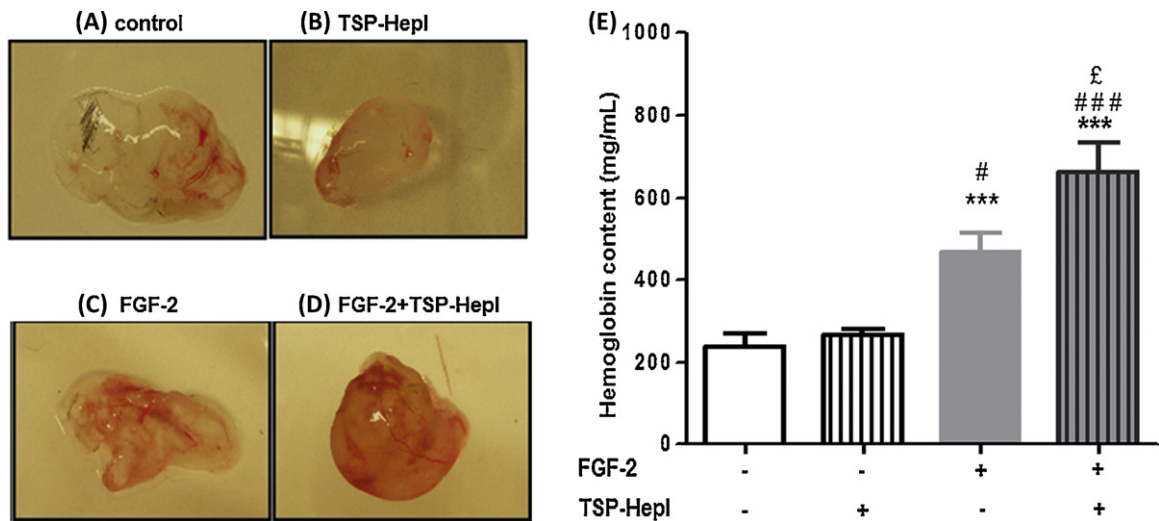 (A) control
(B) TSP-HepI
(C) FGF-2
(D) FGF-2+TSP-HepI
(E)
Hemoglobin content (mg/mL)
1000
800
600
400
200
0
#
***
£
###
***
FGF-2 - - + +
TSP-HepI - + - +